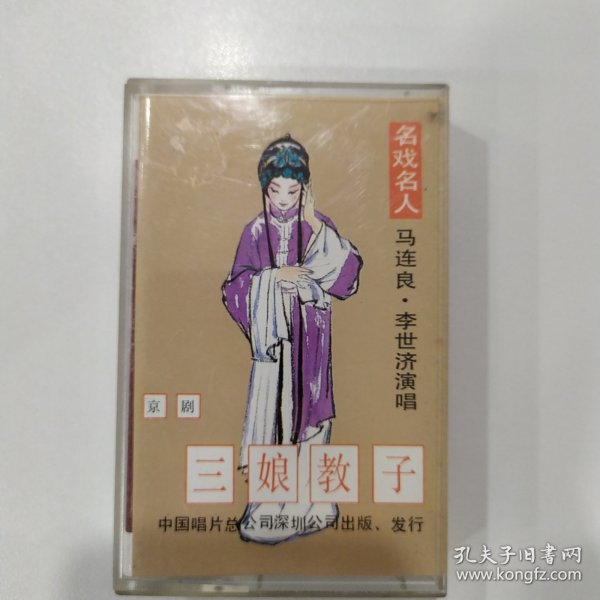 名戏名人
马连良·李世济演唱
京剧
三娘教子
中国唱片总公司深圳公司出版、发行
孔夫子旧书网
www.kongfz.com